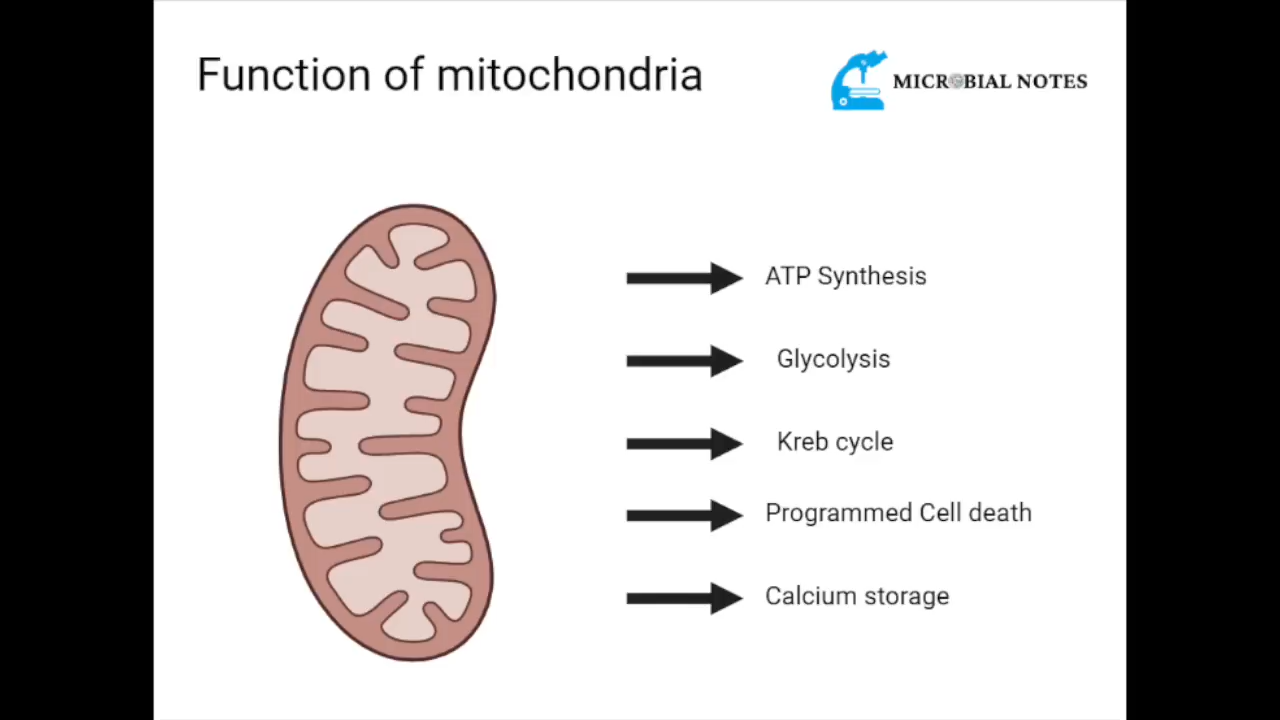 Function of mitochondria
MICROBIAL NOTES
ATP Synthesis
Glycolysis
Kreb cycle
Programmed Cell death
Calcium storage